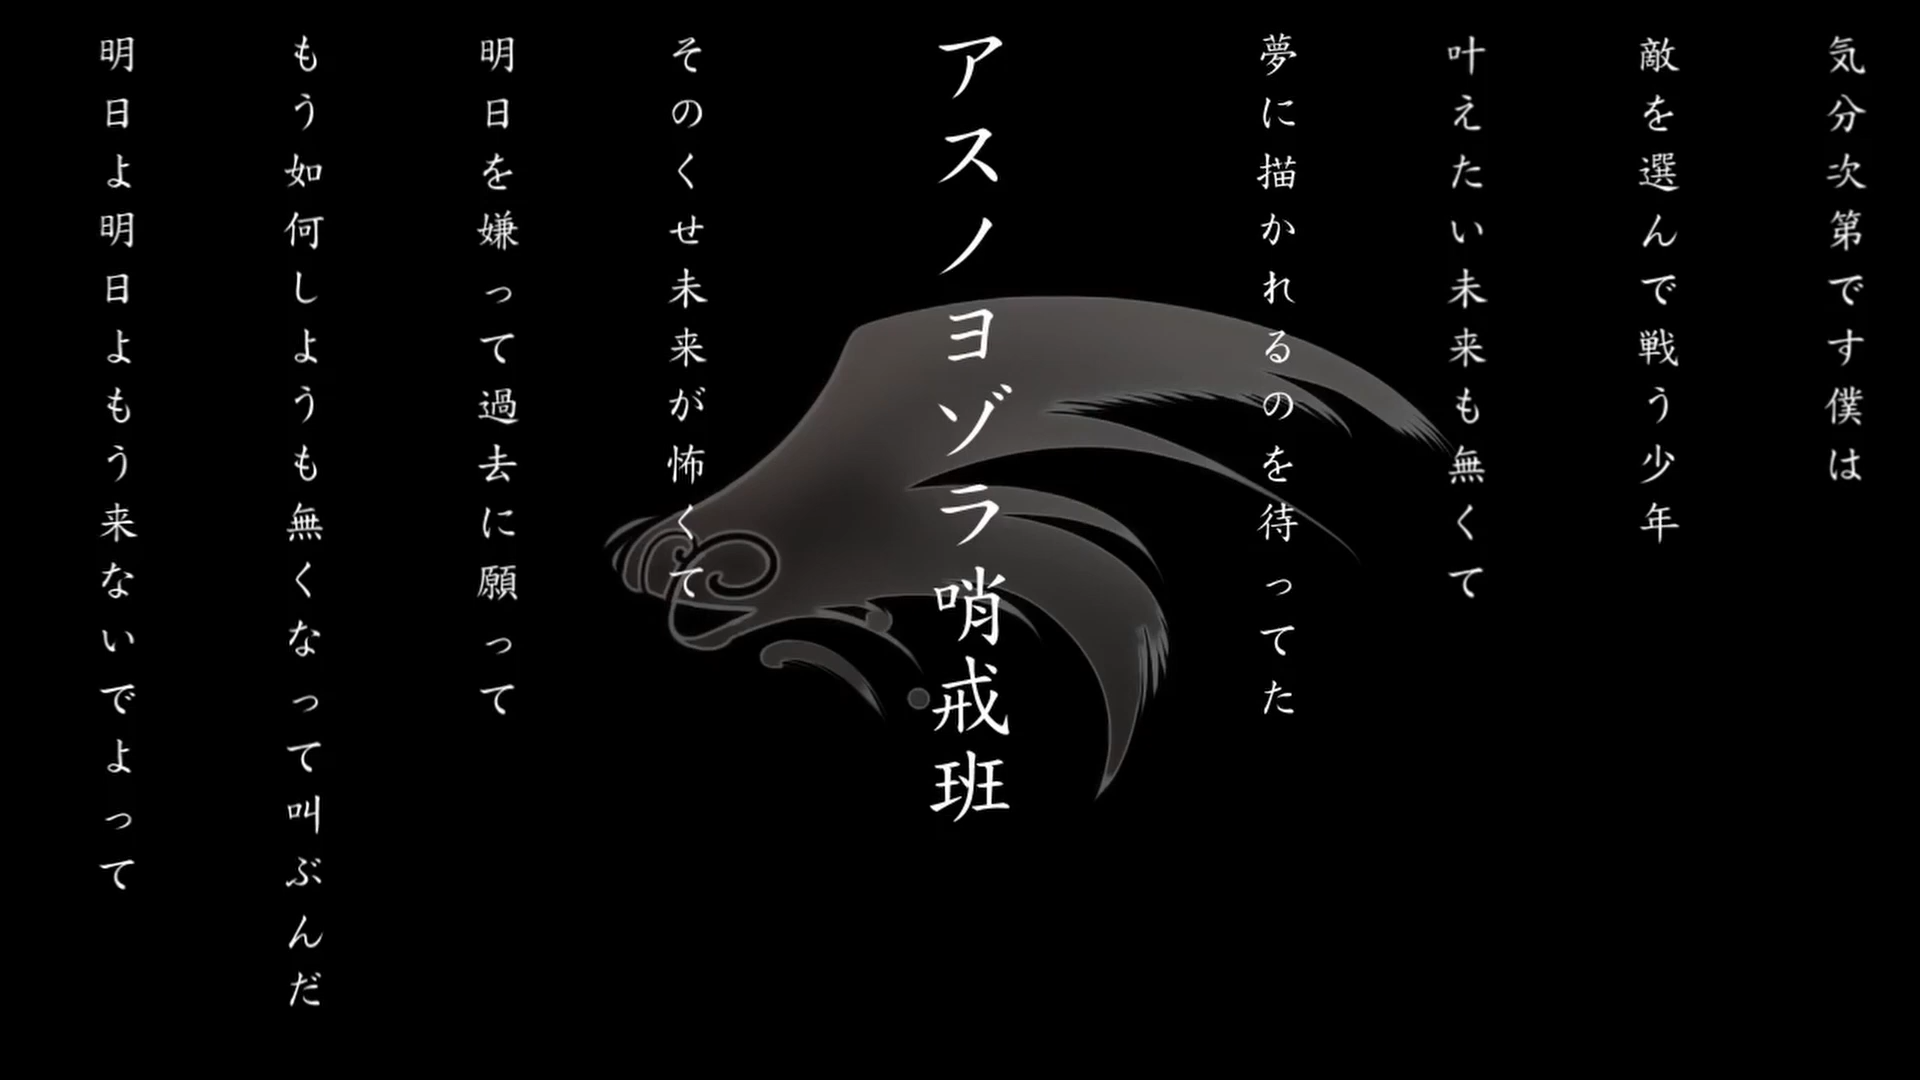 気分次第です僕は
敵を選んで戦う少年
叶えたい未来も無くて
夢に描かれるのを待ってた
アスノヨゾラ哨戒班
そのくせ未来が怖くて
明日を嫌って過去に願って
もう如何しようも無くなって叫ぶんだ
明日よ明日よもう来ないでよって